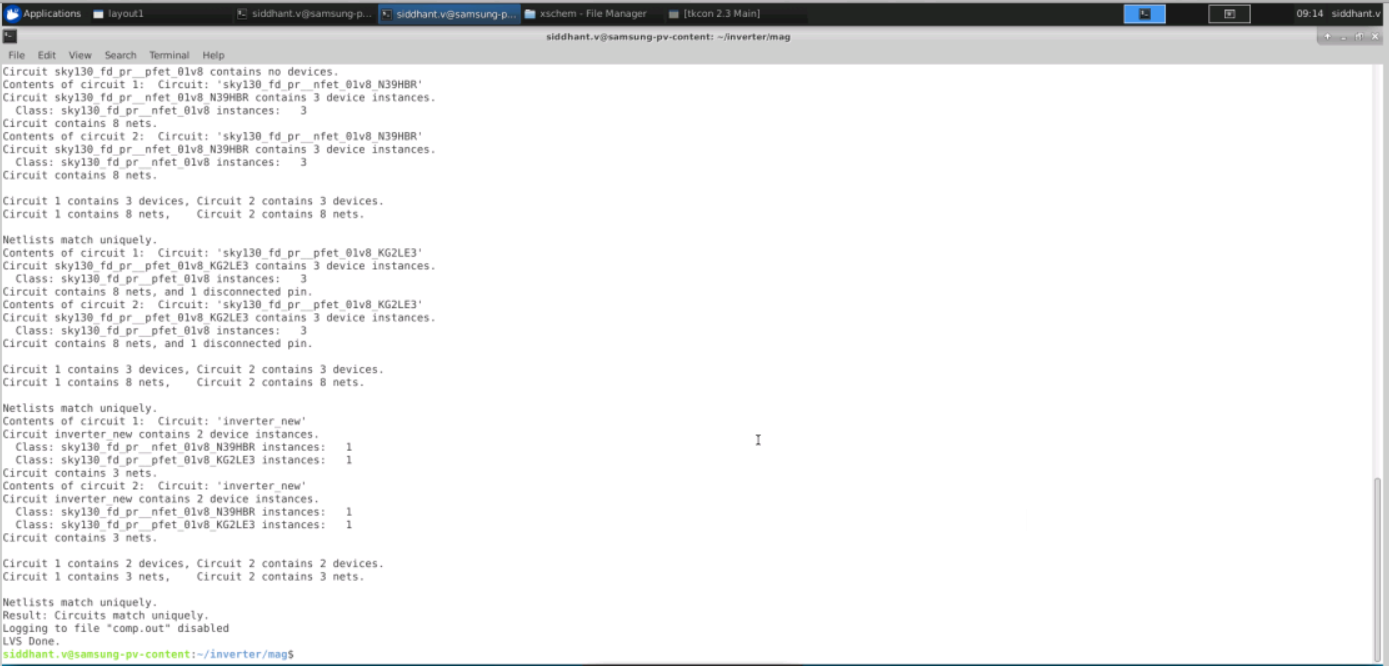 Applications layout1 siddhant.v@samsung-p... siddhant.v@samsung-p... xschem - File Manager [tkcon 2.3 Main] 09:14 siddhant.v
siddhant.v@samsung-pv-content: ~/inverter/mag
File Edit View Search Terminal Help
Circuit sky130_fd_pr__pfet_01v8 contains no devices.
Contents of circuit 1:  Circuit: 'sky130_fd_pr__nfet_01v8_N39HBR'
Circuit sky130_fd_pr__nfet_01v8_N39HBR contains 3 device instances.
  Class: sky130_fd_pr__nfet_01v8 instances:   3
Circuit contains 8 nets.
Contents of circuit 2:  Circuit: 'sky130_fd_pr__nfet_01v8_N39HBR'
Circuit sky130_fd_pr__nfet_01v8_N39HBR contains 3 device instances.
  Class: sky130_fd_pr__nfet_01v8 instances:   3
Circuit contains 8 nets.
Circuit 1 contains 3 devices, Circuit 2 contains 3 devices.
Circuit 1 contains 8 nets,    Circuit 2 contains 8 nets.
Netlists match uniquely.
Contents of circuit 1:  Circuit: 'sky130_fd_pr__pfet_01v8_KG2LE3'
Circuit sky130_fd_pr__pfet_01v8_KG2LE3 contains 3 device instances.
  Class: sky130_fd_pr__pfet_01v8 instances:   3
Circuit contains 8 nets, and 1 disconnected pin.
Contents of circuit 2:  Circuit: 'sky130_fd_pr__pfet_01v8_KG2LE3'
Circuit sky130_fd_pr__pfet_01v8_KG2LE3 contains 3 device instances.
  Class: sky130_fd_pr__pfet_01v8 instances:   3
Circuit contains 8 nets, and 1 disconnected pin.
Circuit 1 contains 3 devices, Circuit 2 contains 3 devices.
Circuit 1 contains 8 nets,    Circuit 2 contains 8 nets.
Netlists match uniquely.
Contents of circuit 1:  Circuit: 'inverter_new'
Circuit inverter_new contains 2 device instances.
  Class: sky130_fd_pr__nfet_01v8_N39HBR instances:   1
  Class: sky130_fd_pr__pfet_01v8_KG2LE3 instances:   1
Circuit contains 3 nets.
Contents of circuit 2:  Circuit: 'inverter_new'
Circuit inverter_new contains 2 device instances.
  Class: sky130_fd_pr__nfet_01v8_N39HBR instances:   1
  Class: sky130_fd_pr__pfet_01v8_KG2LE3 instances:   1
Circuit contains 3 nets.
Circuit 1 contains 2 devices, Circuit 2 contains 2 devices.
Circuit 1 contains 3 nets,    Circuit 2 contains 3 nets.
Netlists match uniquely.
Result: Circuits match uniquely.
Logging to file "comp.out" disabled
LVS Done.
siddhant.v@samsung-pv-content:~/inverter/mag$